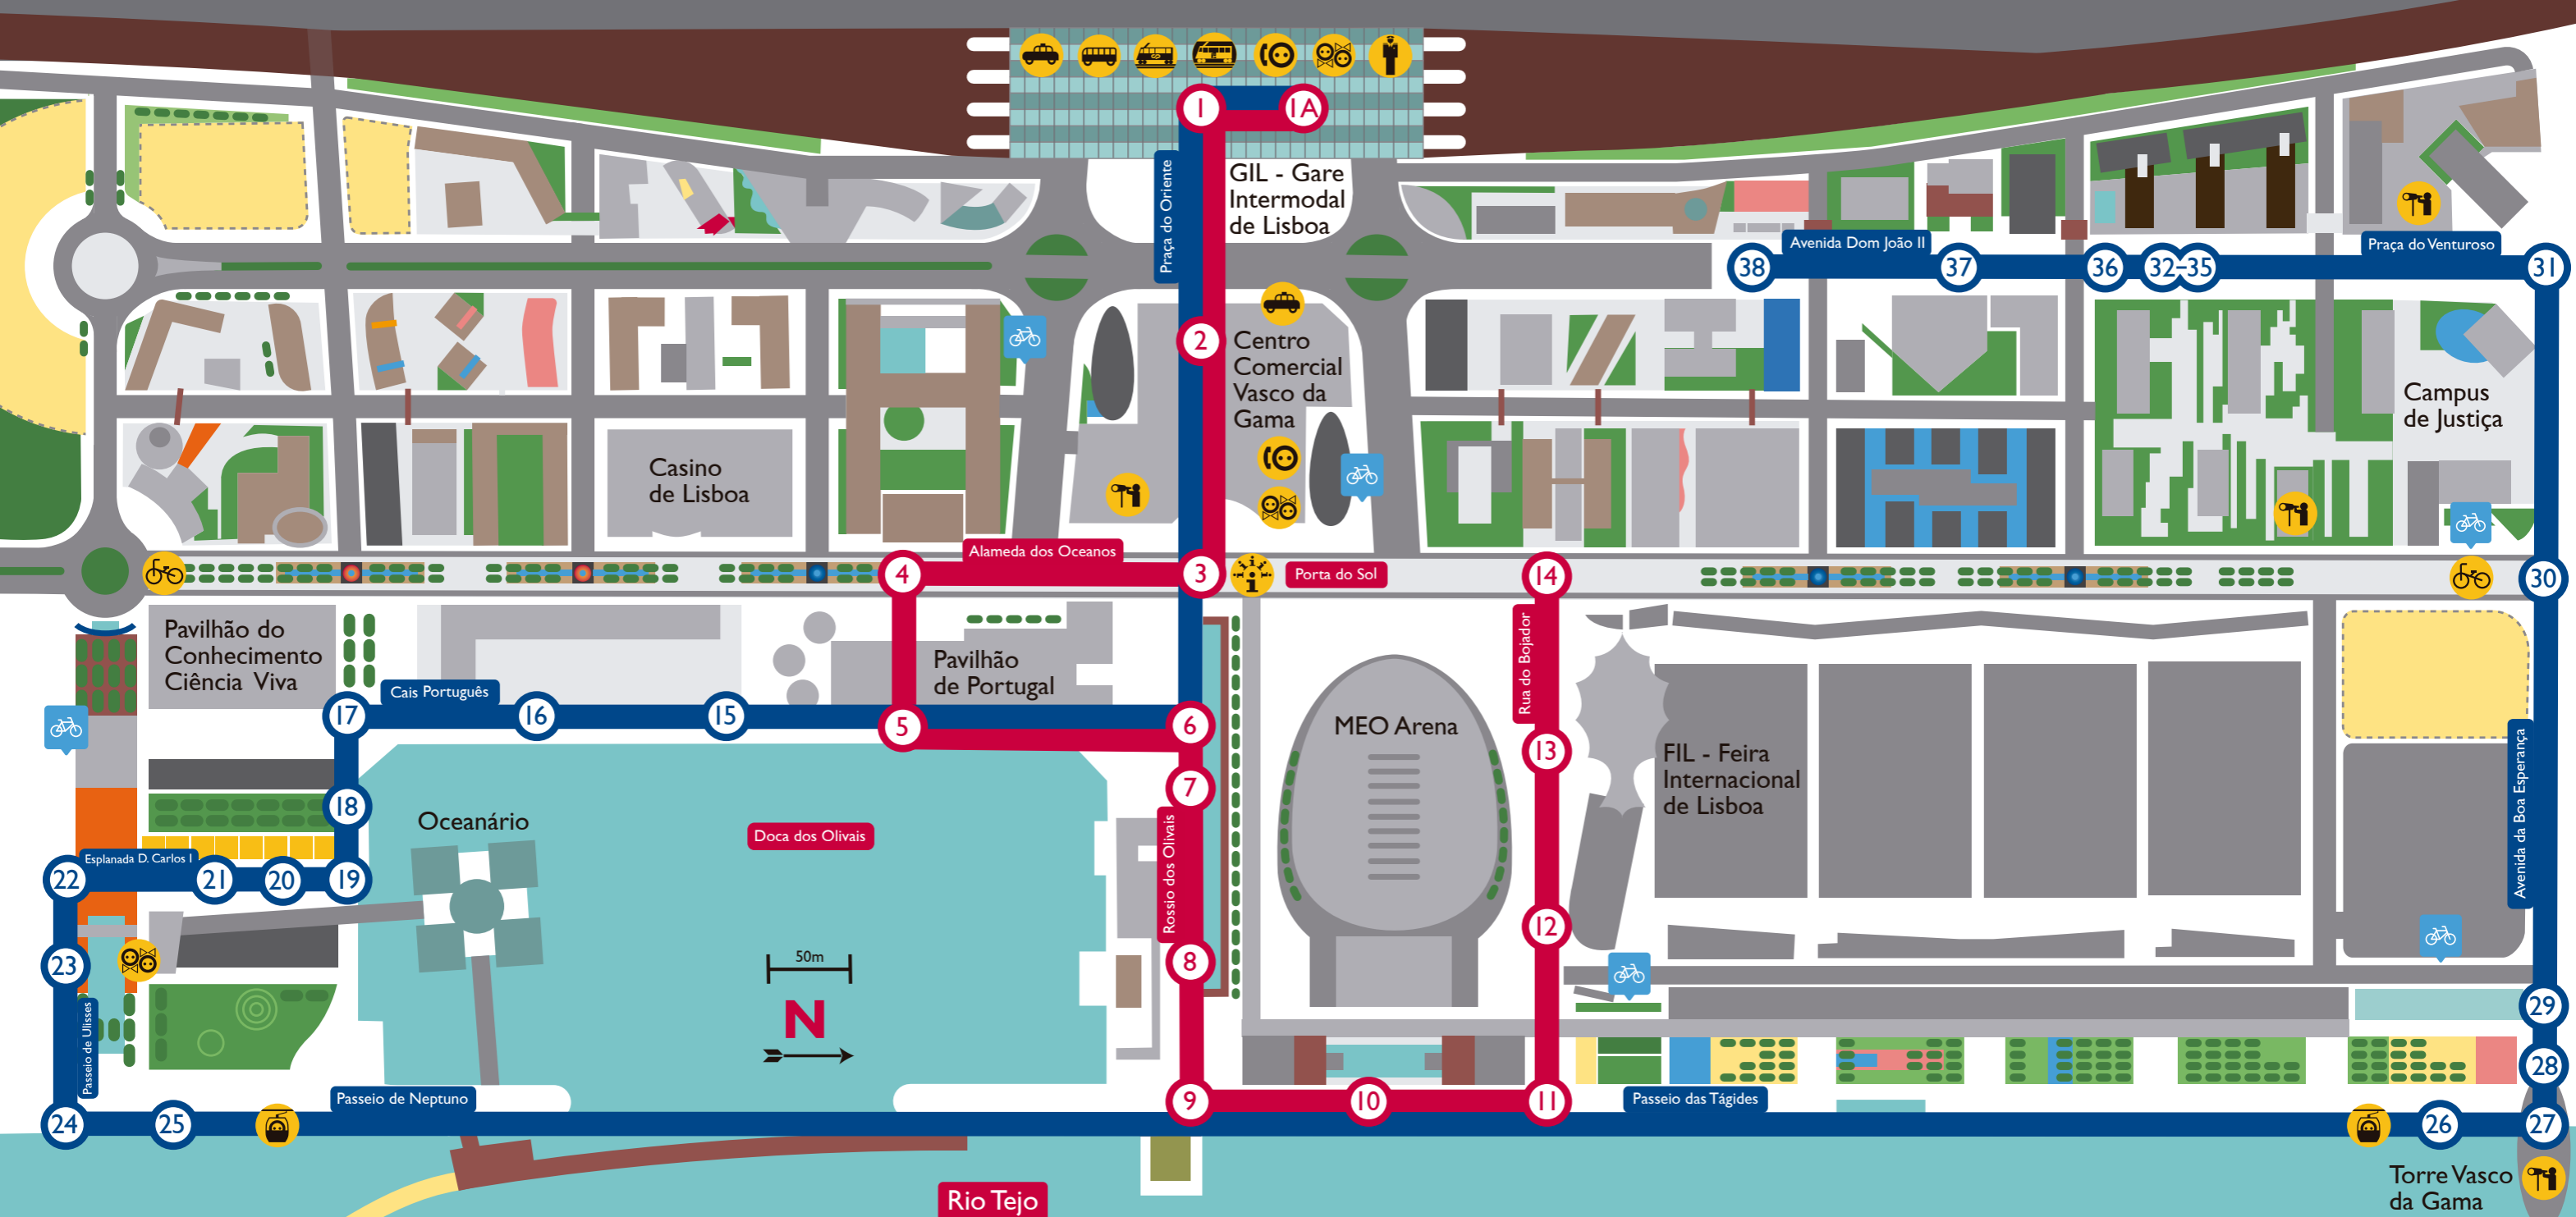 1
1A
Praça do Oriente
GIL - Gare
Intermodal
de Lisboa
38
Avenida Dom João II
37
36
32–35
Praça do Venturoso
31
2
Centro
Comercial
Vasco da
Gama
Campus
de Justiça
Casino
de Lisboa
Alameda dos Oceanos
4
3
Porta do Sol
14
30
Pavilhão do
Conhecimento
Ciência Viva
Pavilhão
de Portugal
Rua do Bojador
Cais Português
17
16
15
5
6
MEO Arena
13
FIL - Feira
Internacional
de Lisboa
Avenida da Boa Esperança
7
18
Oceanário
Doca dos Olivais
Rossio dos Olivais
Esplanada D. Carlos I
22
21
20
19
12
23
50m
N
8
29
Passeio de Ulisses
28
Passeio de Neptuno
9
10
11
Passeio das Tágides
24
25
26
27
Torre Vasco
da Gama
Rio Tejo